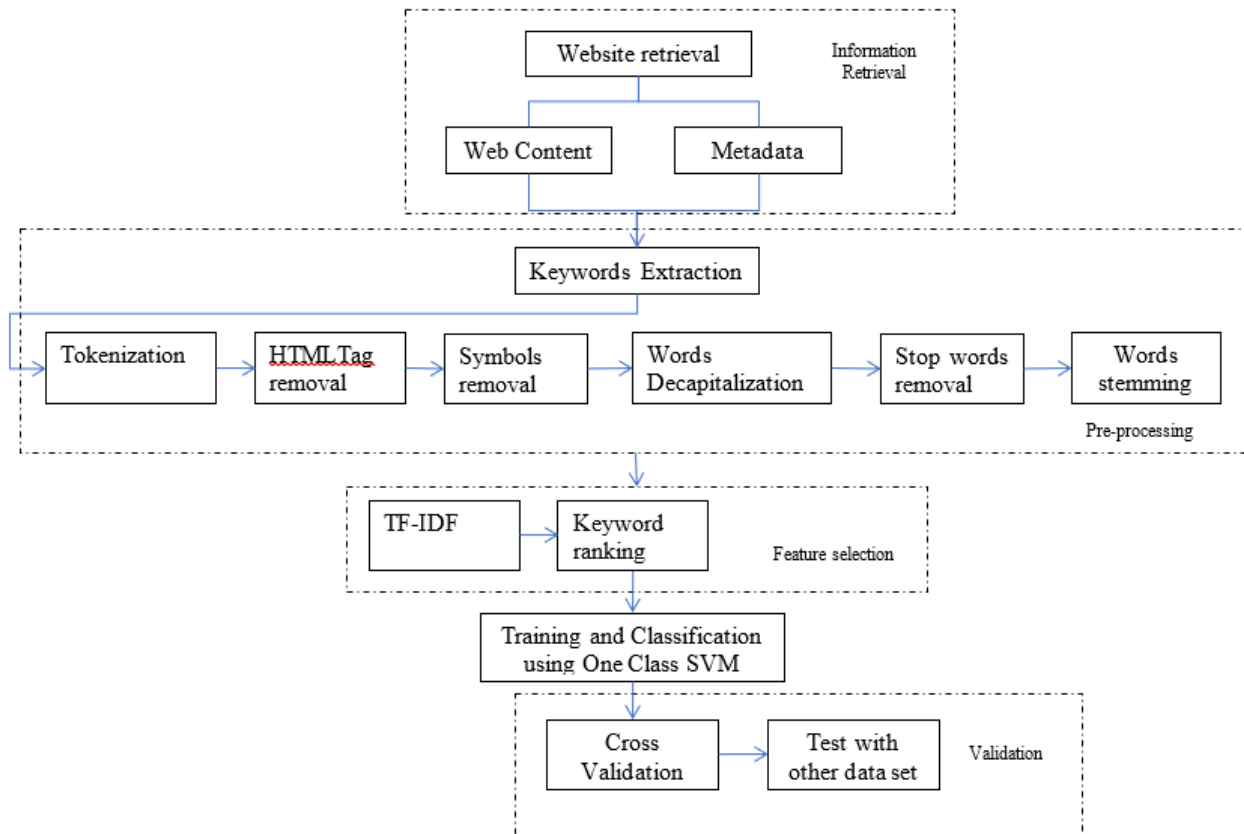 Website retrieval
Information
Retrieval
Web Content
Metadata
Keywords Extraction
Tokenization
HTMLTag
removal
Symbols
removal
Words
Decapitalization
Stop words
removal
Words
stemming
Pre-processing
TF-IDF
Keyword
ranking
Feature selection
Training and Classification
using One Class SVM
Cross
Validation
Test with
other data set
Validation